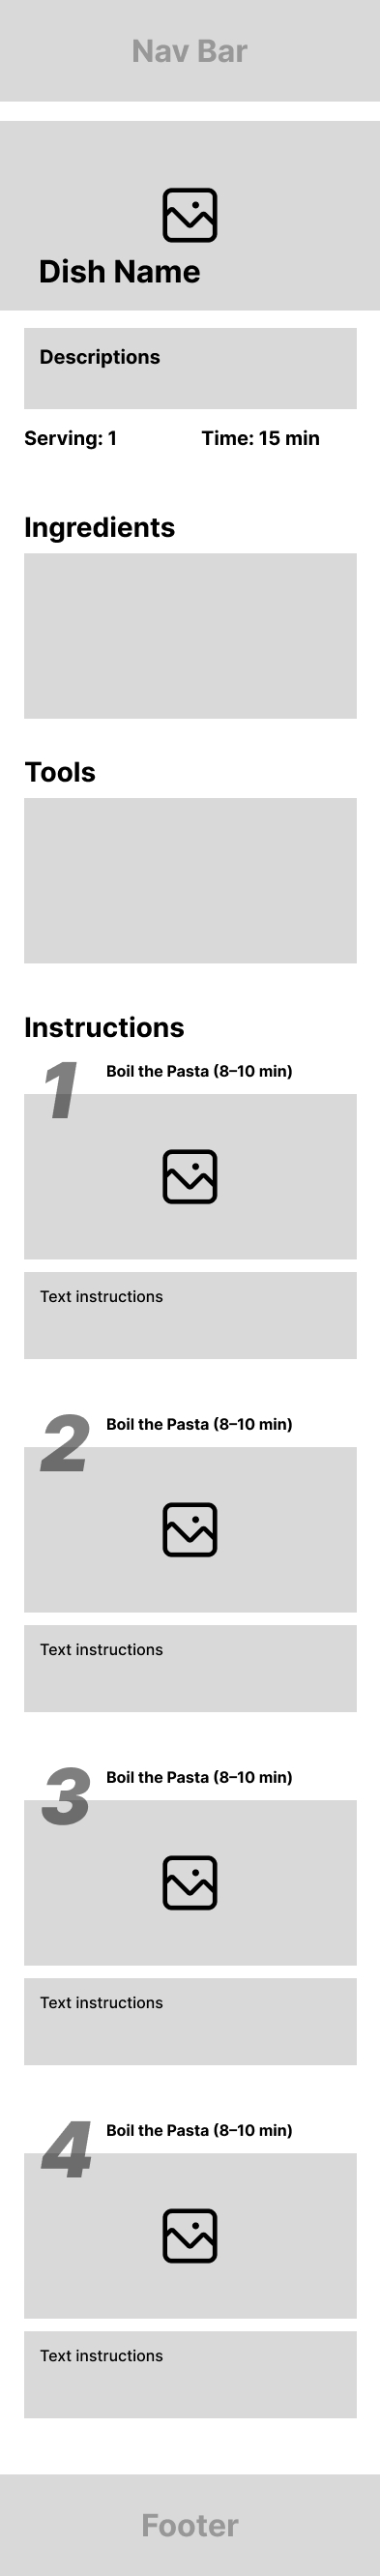 Nav Bar
Dish Name
Descriptions
Serving: 1
Time: 15 min
Ingredients
Tools
Instructions
1
Boil the Pasta (8–10 min)
Text instructions
2
Boil the Pasta (8–10 min)
Text instructions
3
Boil the Pasta (8–10 min)
Text instructions
4
Boil the Pasta (8–10 min)
Text instructions
Footer